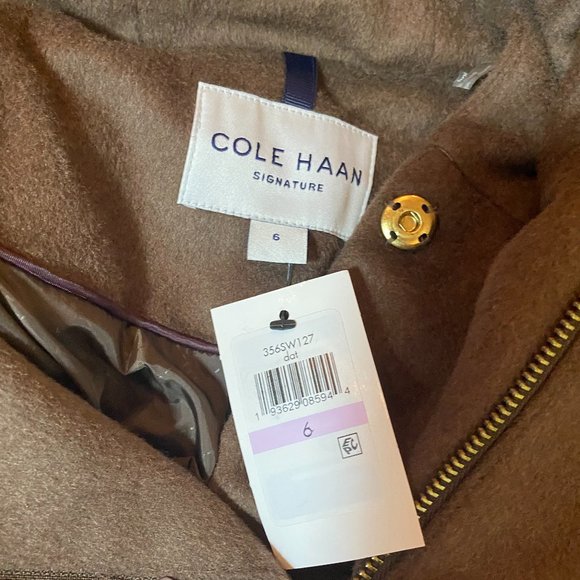 COLE HAAN
SIGNATURE
6
356SW127
dat
1 93629 08594 4
6